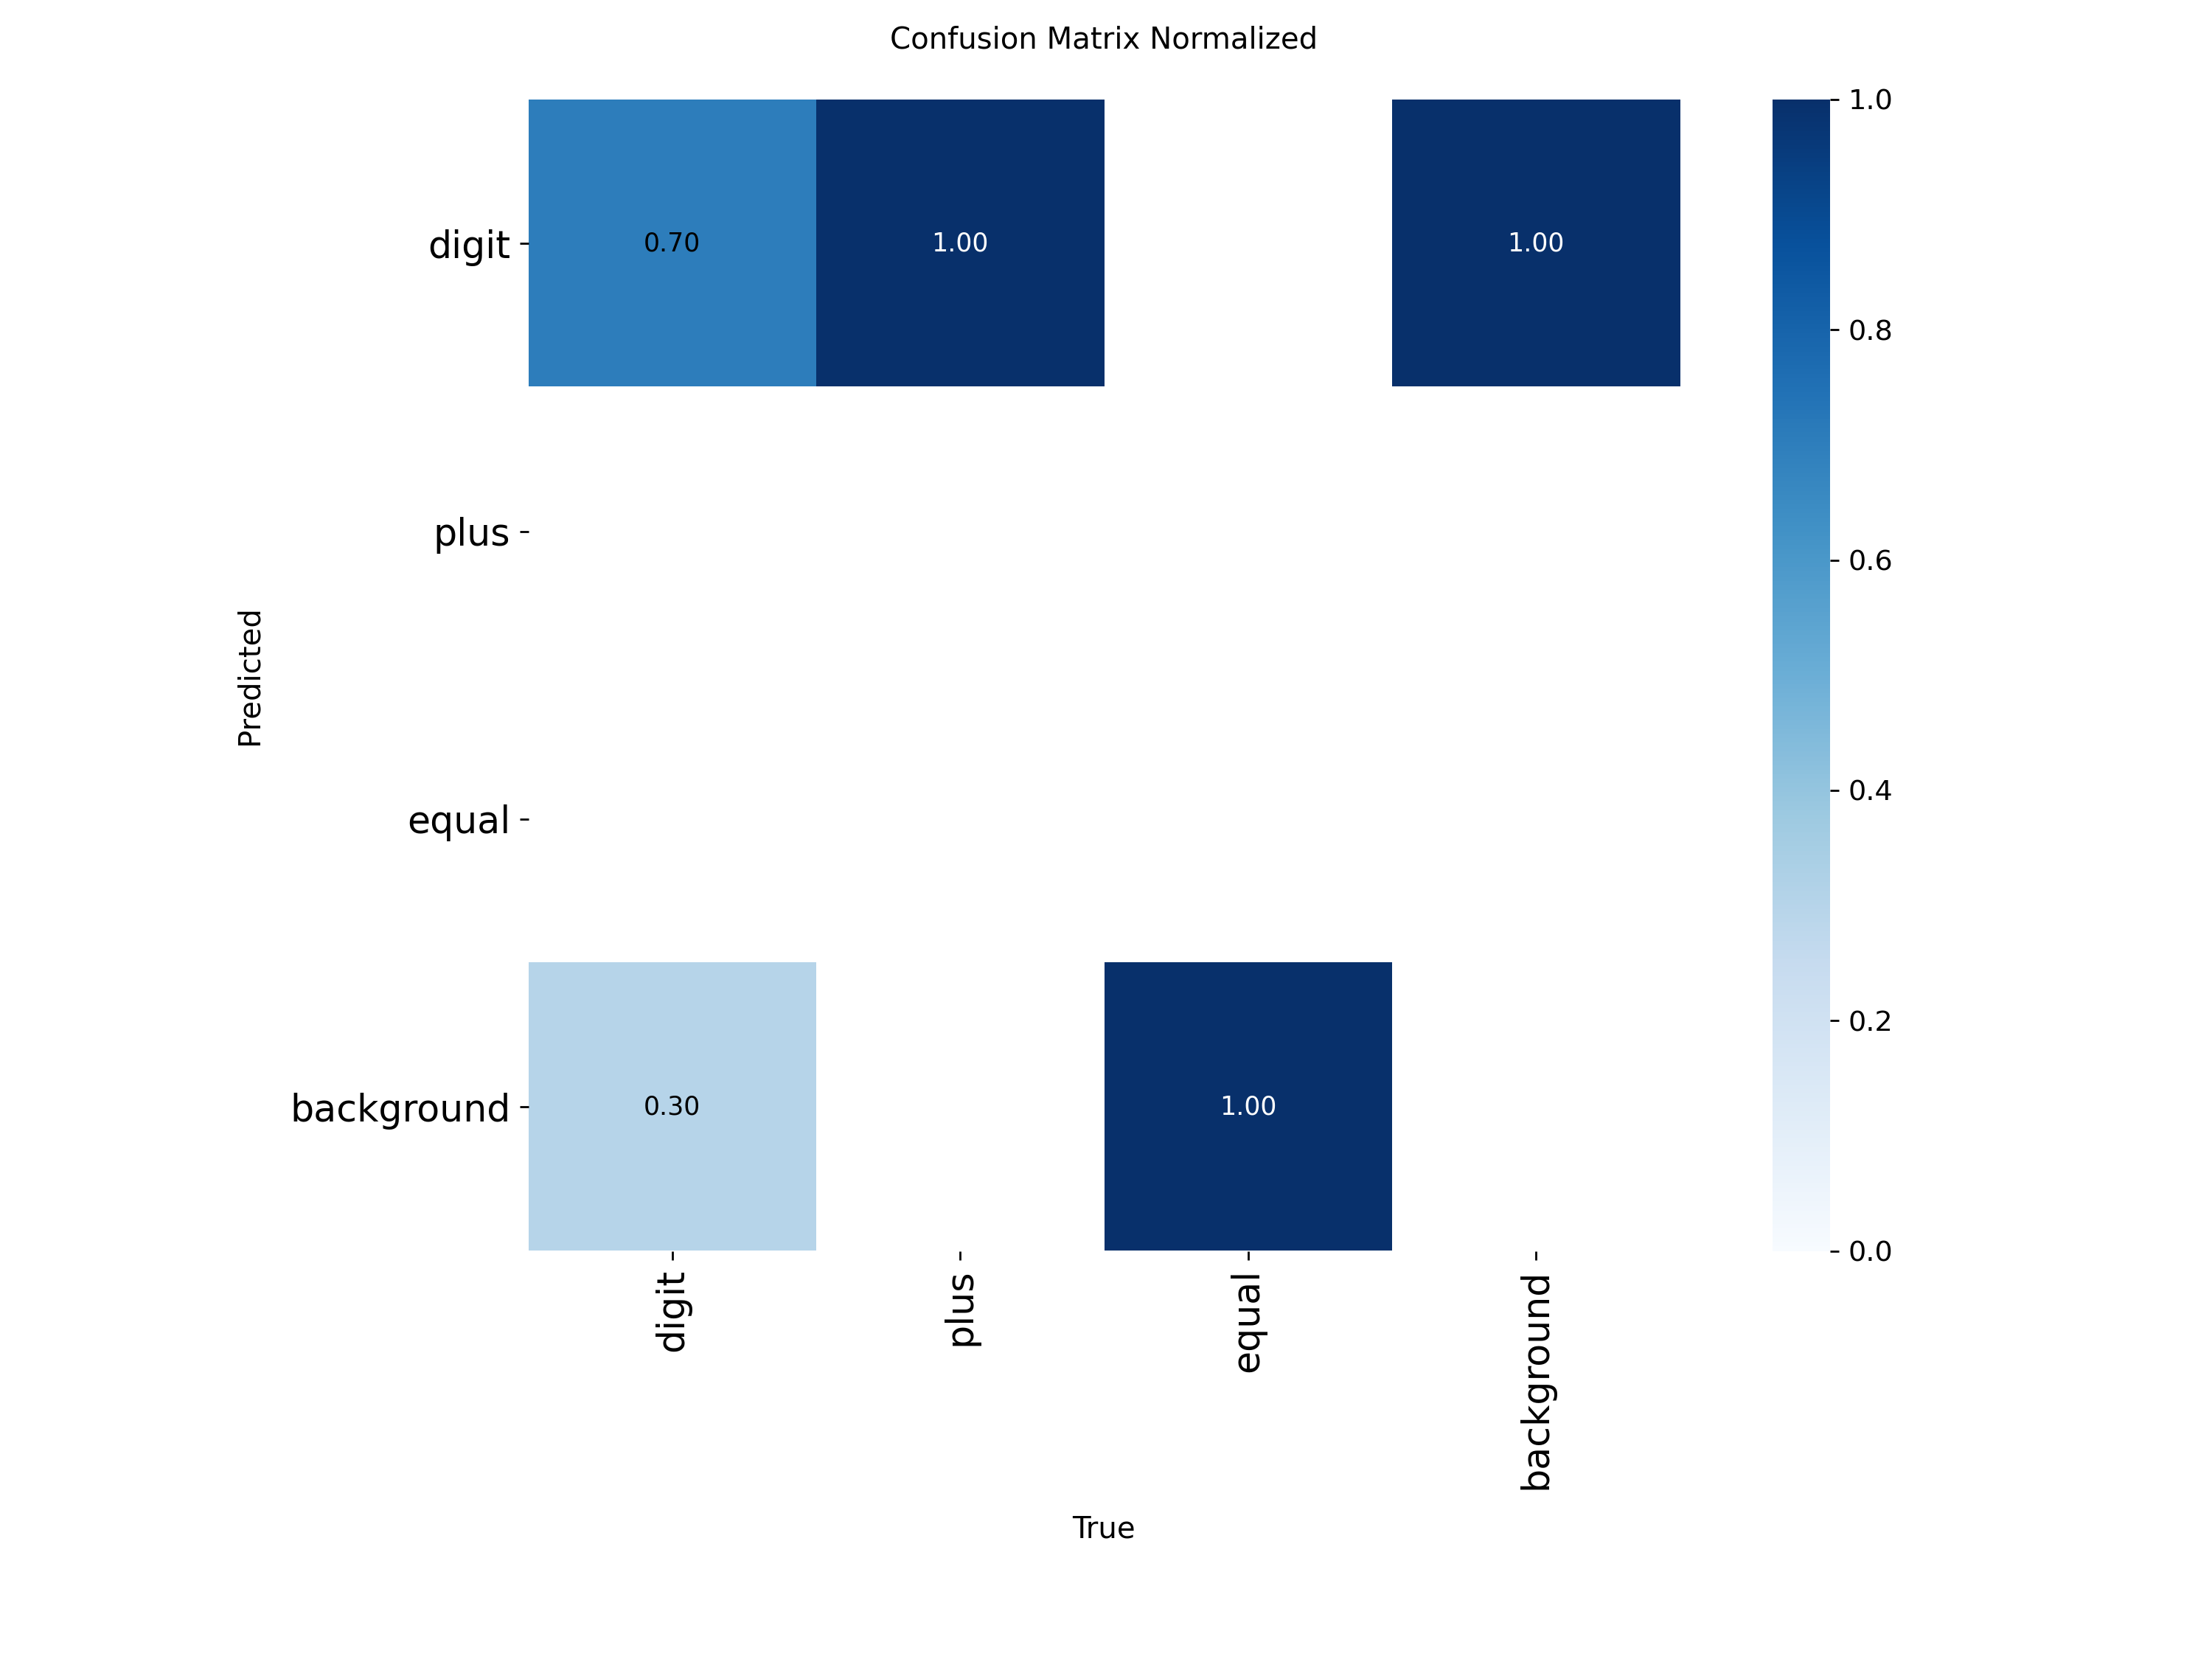 Confusion Matrix Normalized
digit
plus
equal
background
Predicted
0.70
1.00
1.00
0.30
1.00
digit
plus
equal
background
True
1.0
0.8
0.6
0.4
0.2
0.0